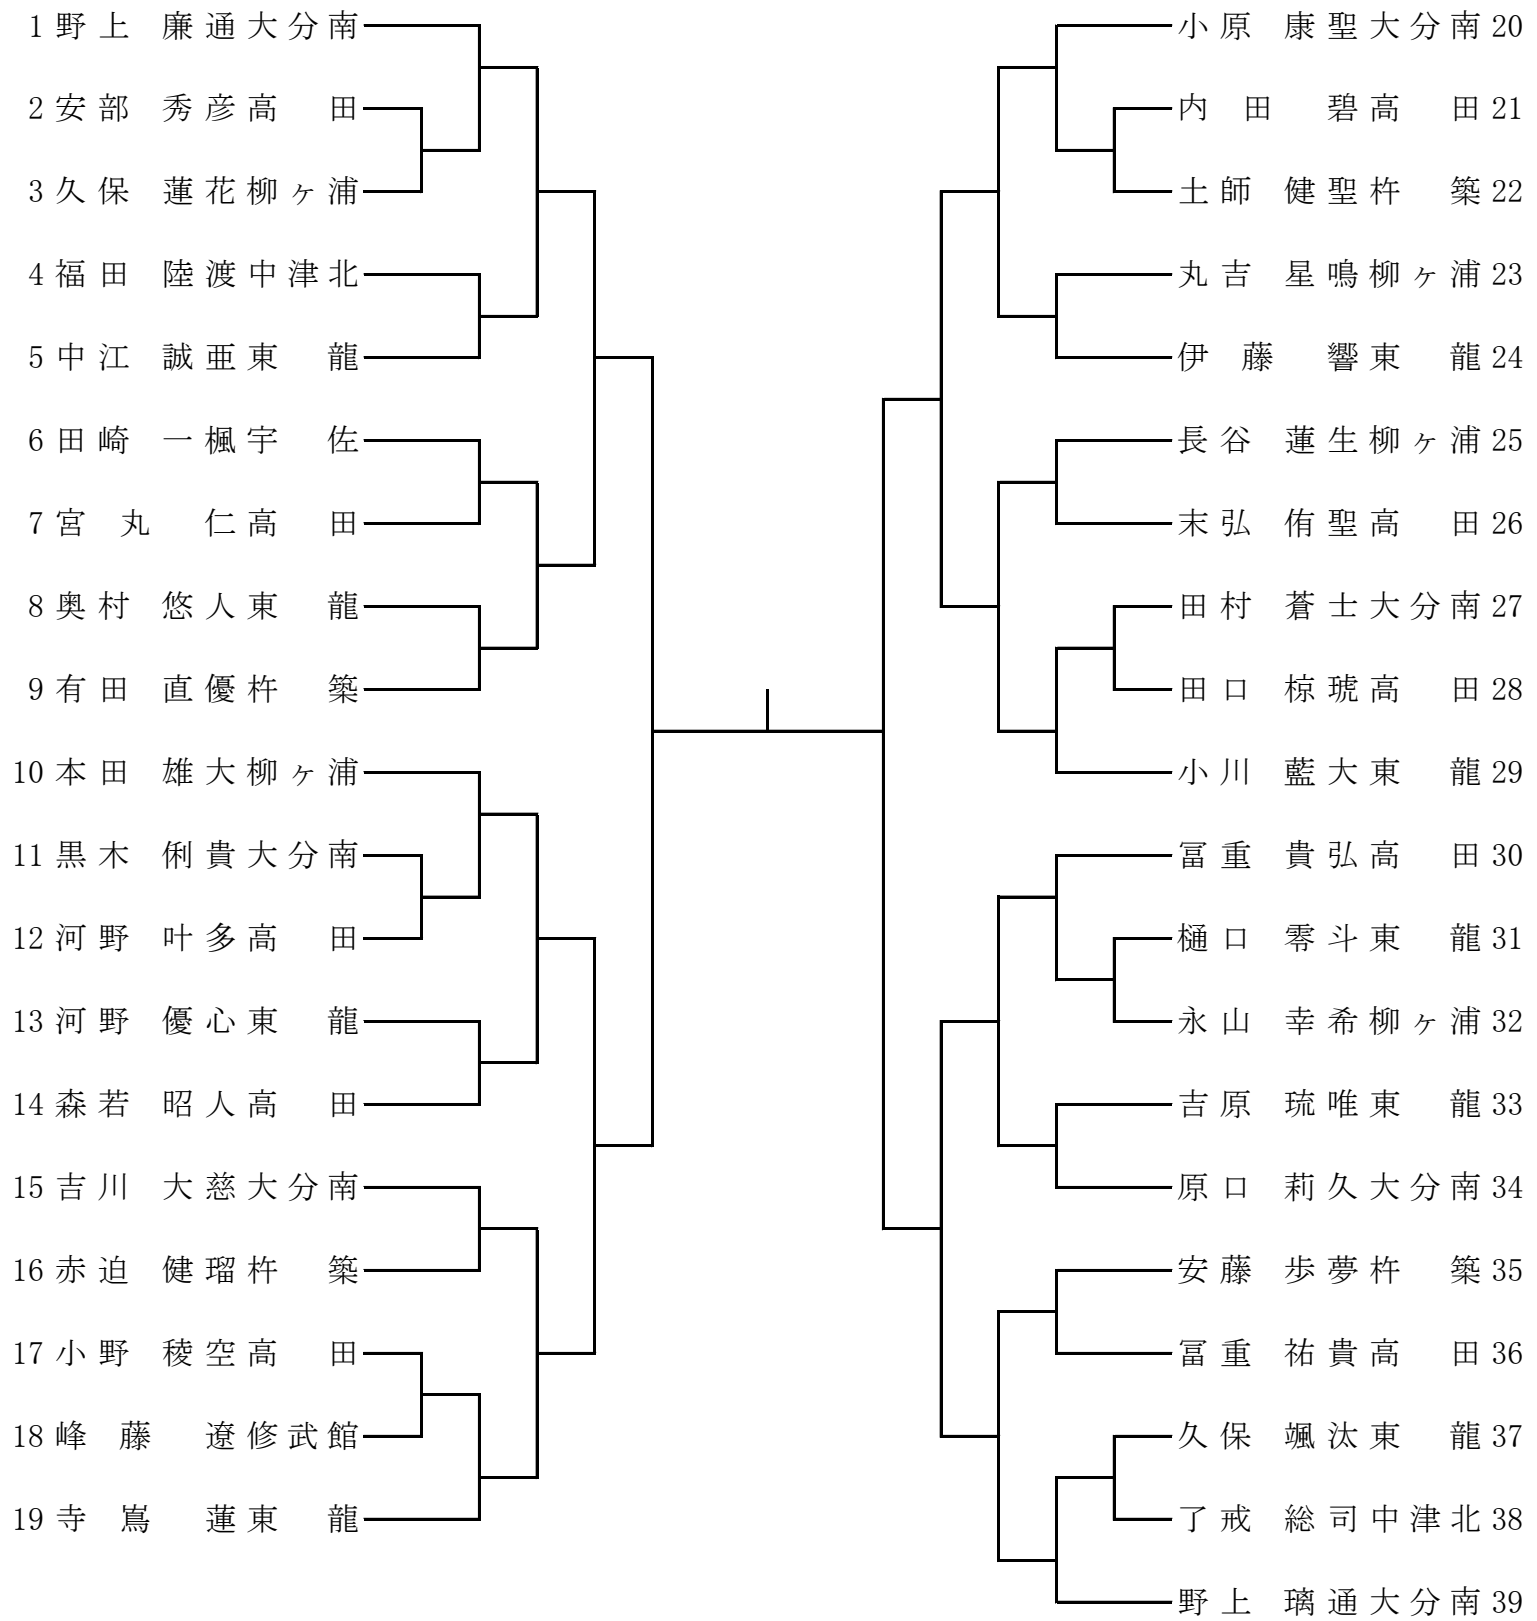 1 野上 廉通 大分南
2 安部 秀彦 高田
3 久保 蓮花 柳ヶ浦
4 福田 陸渡 中津北
5 中江 誠亜 東龍
6 田崎 一楓 宇佐
7 宮丸 仁 高田
8 奥村 悠人 東龍
9 有田 直優 杵築
10 本田 雄大 柳ヶ浦
11 黒木 俐貴 大分南
12 河野 叶多 高田
13 河野 優心 東龍
14 森若 昭人 高田
15 吉川 大慈 大分南
16 赤迫 健瑠 杵築
17 小野 稜空 高田
18 峰藤 遼 修武館
19 寺嶌 蓮 東龍
小原 康聖 大分南 20
内田 碧 高田 21
土師 健聖 杵築 22
丸吉 星鳴 柳ヶ浦 23
伊藤 響 東龍 24
長谷 蓮生 柳ヶ浦 25
末弘 侑聖 高田 26
田村 蒼士 大分南 27
田口 椋琥 高田 28
小川 藍大 東龍 29
冨重 貴弘 高田 30
樋口 零斗 東龍 31
永山 幸希 柳ヶ浦 32
吉原 琉唯 東龍 33
原口 莉久 大分南 34
安藤 歩夢 杵築 35
冨重 祐貴 高田 36
久保 颯汰 東龍 37
了戒 総司 中津北 38
野上 璃通 大分南 39